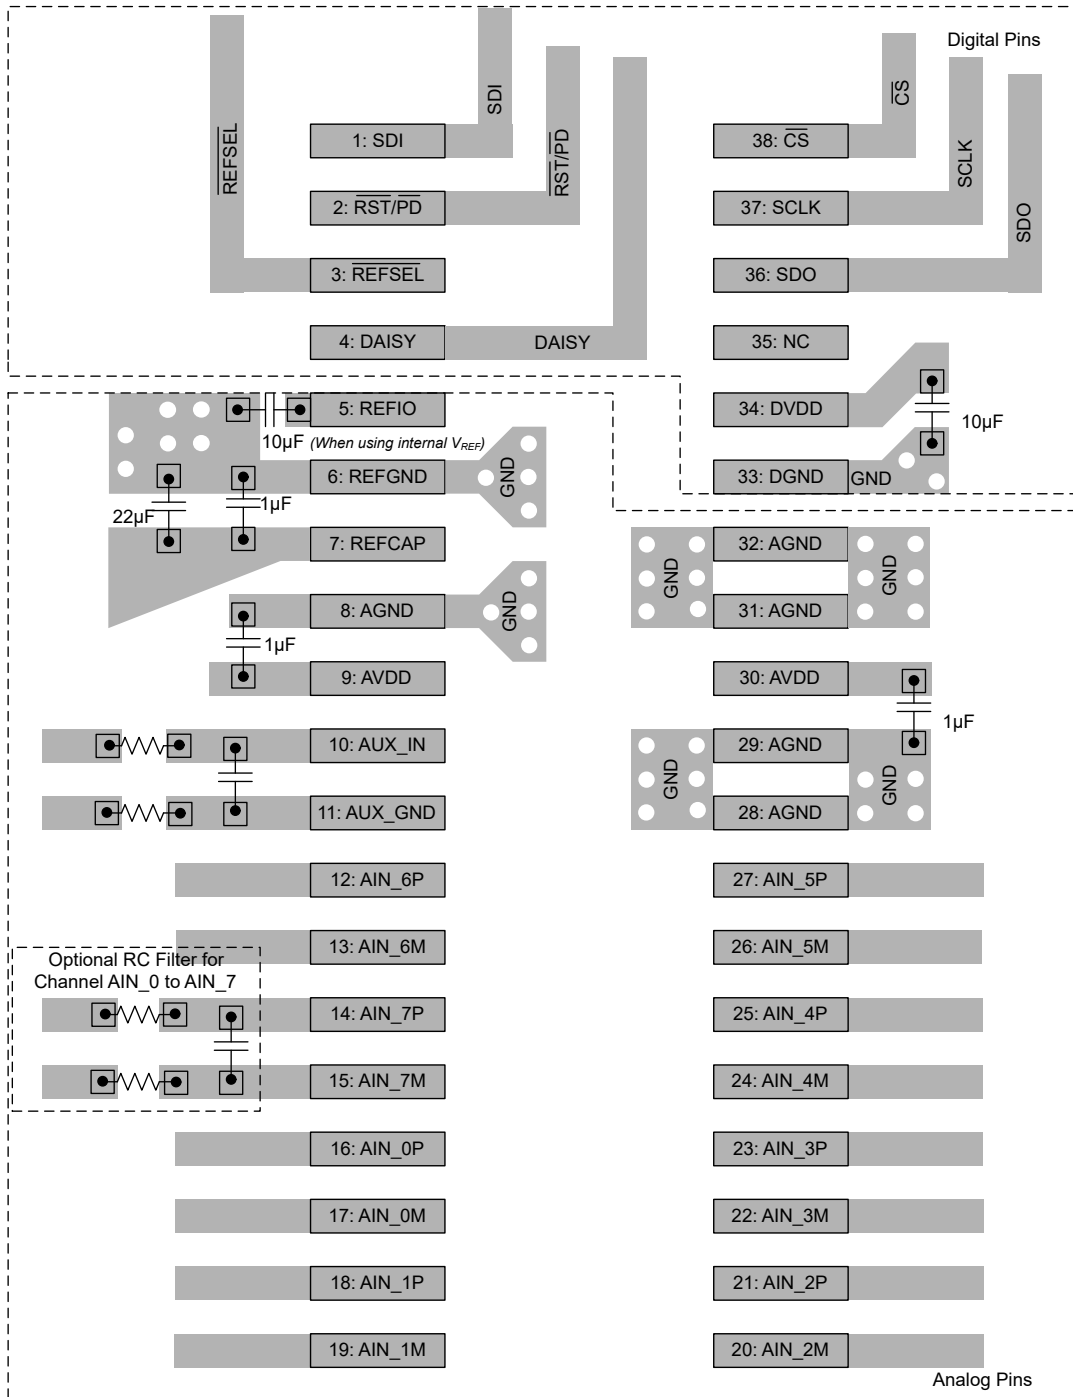 Digital Pins
SDI
CS
REFSEL
RST/PD
SCLK
SDO
1: SDI
38: CS
2: RST/PD
37: SCLK
3: REFSEL
36: SDO
4: DAISY
DAISY
35: NC
5: REFIO
34: DVDD
10µF
(When using internal VREF)
10µF
6: REFGND
GND
33: DGND
GND
22µF
1µF
7: REFCAP
32: AGND
GND
GND
8: AGND
GND
31: AGND
1µF
9: AVDD
30: AVDD
1µF
10: AUX_IN
29: AGND
GND
GND
11: AUX_GND
28: AGND
12: AIN_6P
27: AIN_5P
13: AIN_6M
26: AIN_5M
Optional RC Filter for
Channel AIN_0 to AIN_7
14: AIN_7P
25: AIN_4P
15: AIN_7M
24: AIN_4M
16: AIN_0P
23: AIN_3P
17: AIN_0M
22: AIN_3M
18: AIN_1P
21: AIN_2P
19: AIN_1M
20: AIN_2M
Analog Pins